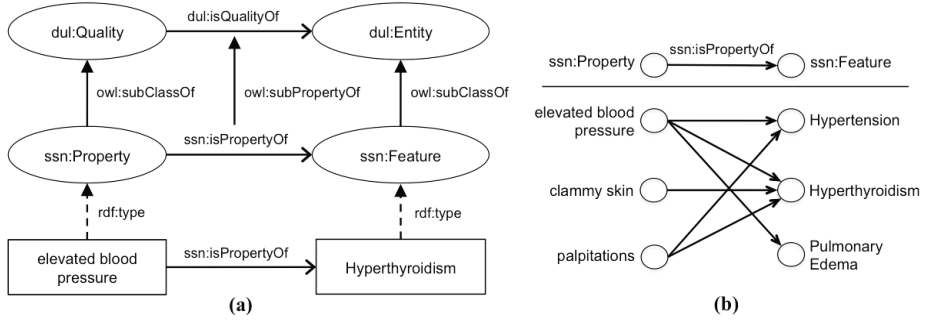 dul:isQualityOf
dul:Quality
dul:Entity
owl:subClassOf
owl:subPropertyOf
owl:subClassOf
ssn:isPropertyOf
ssn:Property
ssn:Feature
rdf:type
rdf:type
ssn:isPropertyOf
elevated blood
pressure
Hyperthyroidism
(a)
ssn:isPropertyOf
ssn:Property
ssn:Feature
elevated blood
pressure
Hypertension
clammy skin
Hyperthyroidism
palpitations
Pulmonary
Edema
(b)